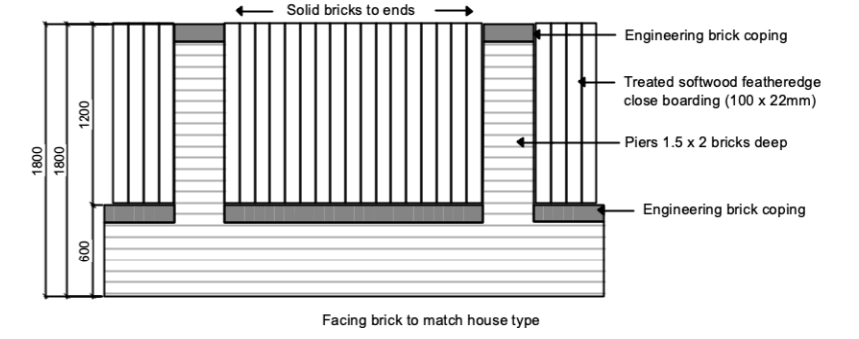 Solid bricks to ends
Engineering brick coping
Treated softwood featheredge
close boarding (100 x 22mm)
1200
1800
1800
Piers 1.5 x 2 bricks deep
Engineering brick coping
600
Facing brick to match house type